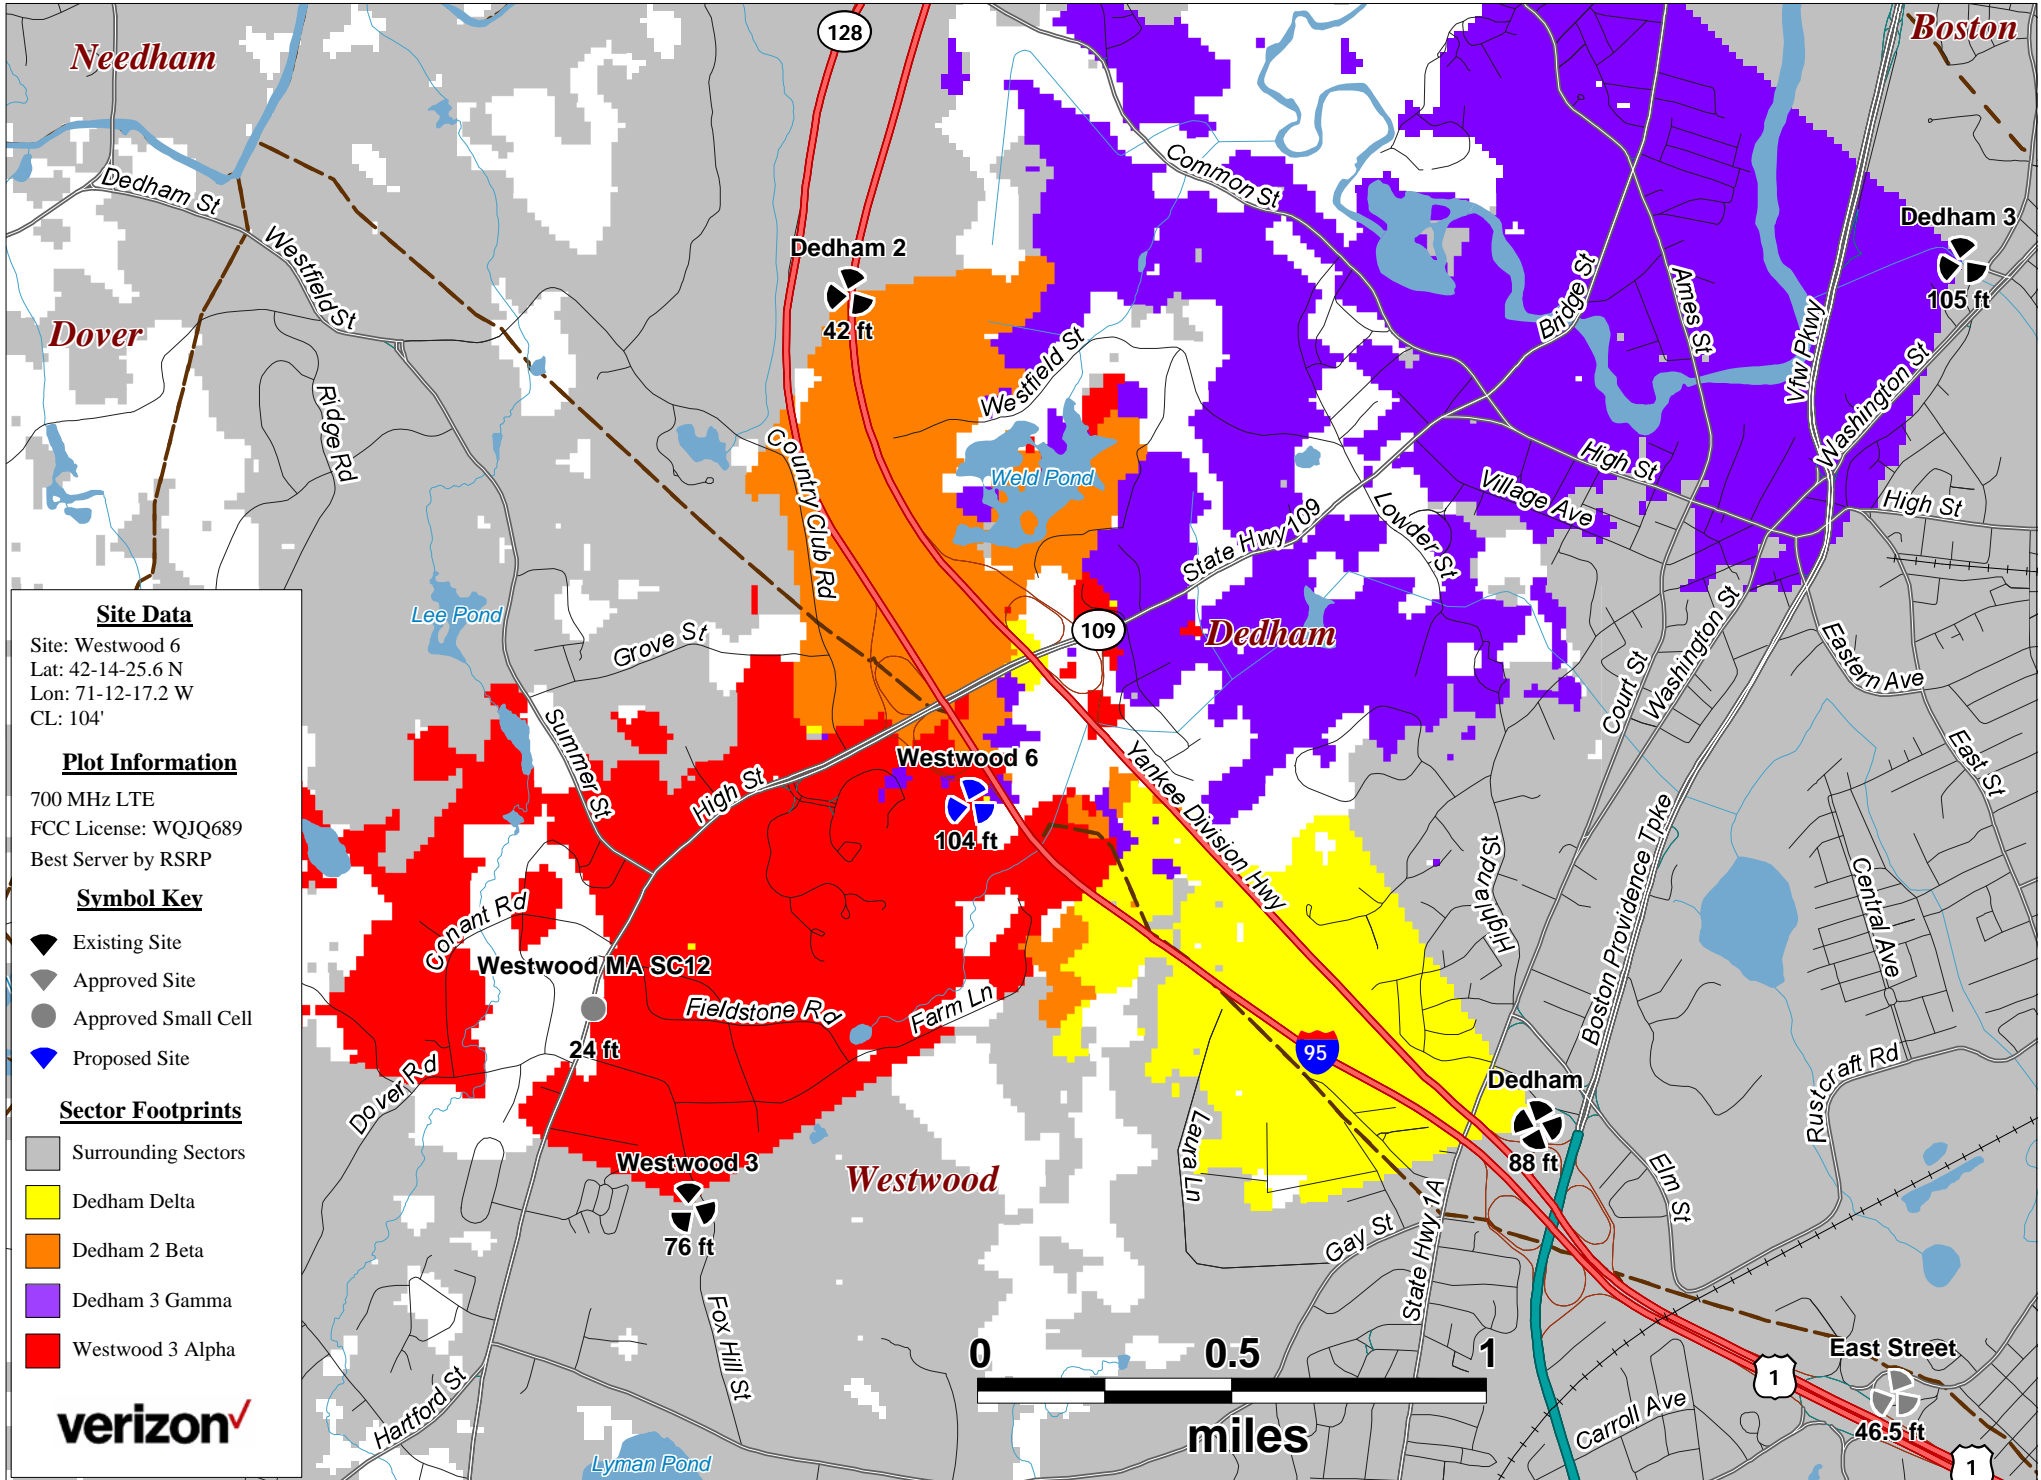 Needham
128
Boston
Dedham St
Common St
Dedham 3
105 ft
Westfield St
Dedham 2
42 ft
Bridge St
Ames St
Vfw Pkwy
Washington St
Dover
Ridge Rd
Westfield St
Country Club Rd
Weld Pond
High St
Village Ave
High St
State Hwy 109
Lowder St
Lee Pond
Grove St
109
Dedham
Court St
Washington St
Eastern Ave
East St
Summer St
High St
Westwood 6
104 ft
Yankee Division Hwy
Highland St
Boston Providence Tpke
Central Ave
Conant Rd
Westwood MA SC12
24 ft
Fieldstone Rd
Farm Ln
Dover Rd
95
Dedham
88 ft
Rustcraft Rd
Laura Ln
Elm St
Westwood 3
76 ft
Westwood
Gay St
State Hwy 1A
Fox Hill St
Hartford St
Lyman Pond
East Street
46.5 ft
Carroll Ave
1
1
0 0.5 1
miles
Site Data
Site: Westwood 6
Lat: 42-14-25.6 N
Lon: 71-12-17.2 W
CL: 104'
Plot Information
700 MHz LTE
FCC License: WQJQ689
Best Server by RSRP
Symbol Key
Existing Site
Approved Site
Approved Small Cell
Proposed Site
Sector Footprints
Surrounding Sectors
Dedham Delta
Dedham 2 Beta
Dedham 3 Gamma
Westwood 3 Alpha
verizon